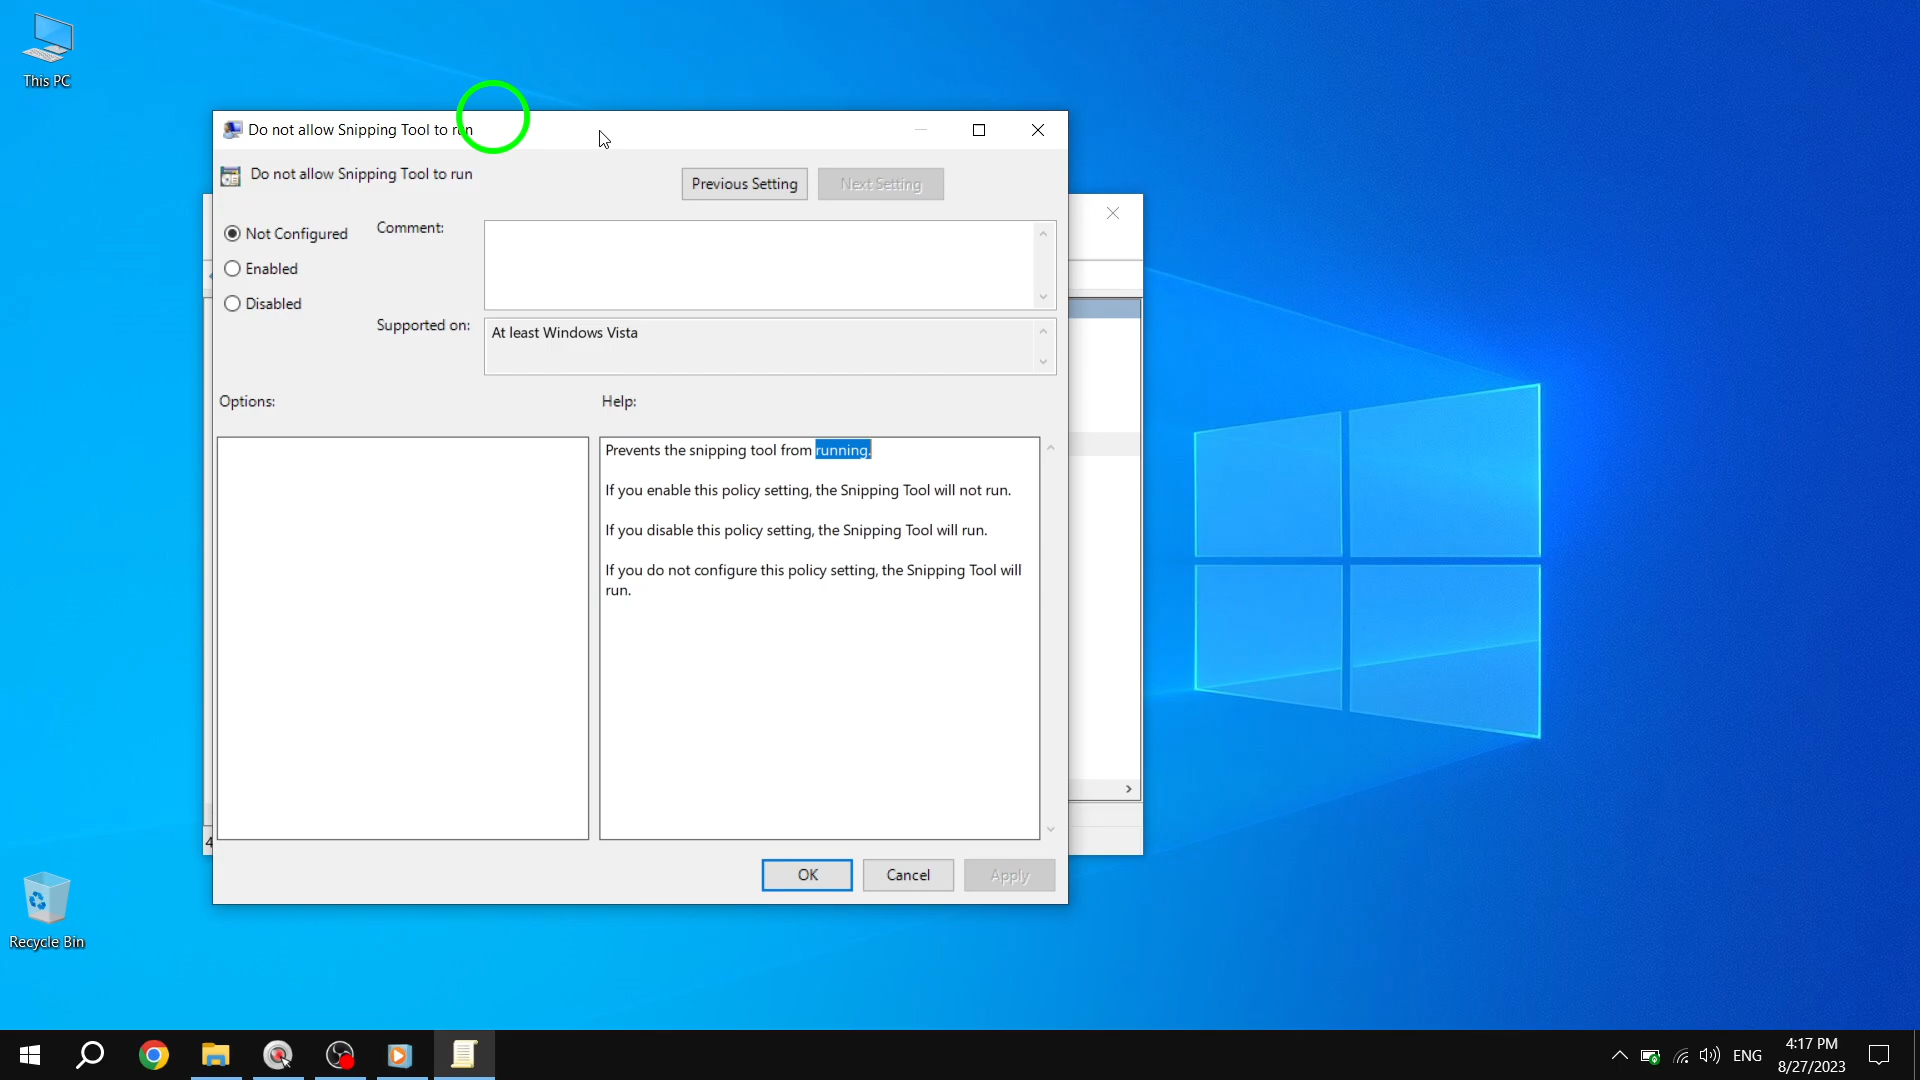 This PC
Do not allow Snipping Tool to run
Do not allow Snipping Tool to run
Previous Setting
Next Setting
Not Configured
Comment:
Enabled
Disabled
Supported on:
At least Windows Vista
Options:
Help:
Prevents the snipping tool from running.
If you enable this policy setting, the Snipping Tool will not run.
If you disable this policy setting, the Snipping Tool will run.
If you do not configure this policy setting, the Snipping Tool will
run.
4
OK
Cancel
Apply
Recycle Bin
ENG
4:17 PM
8/27/2023